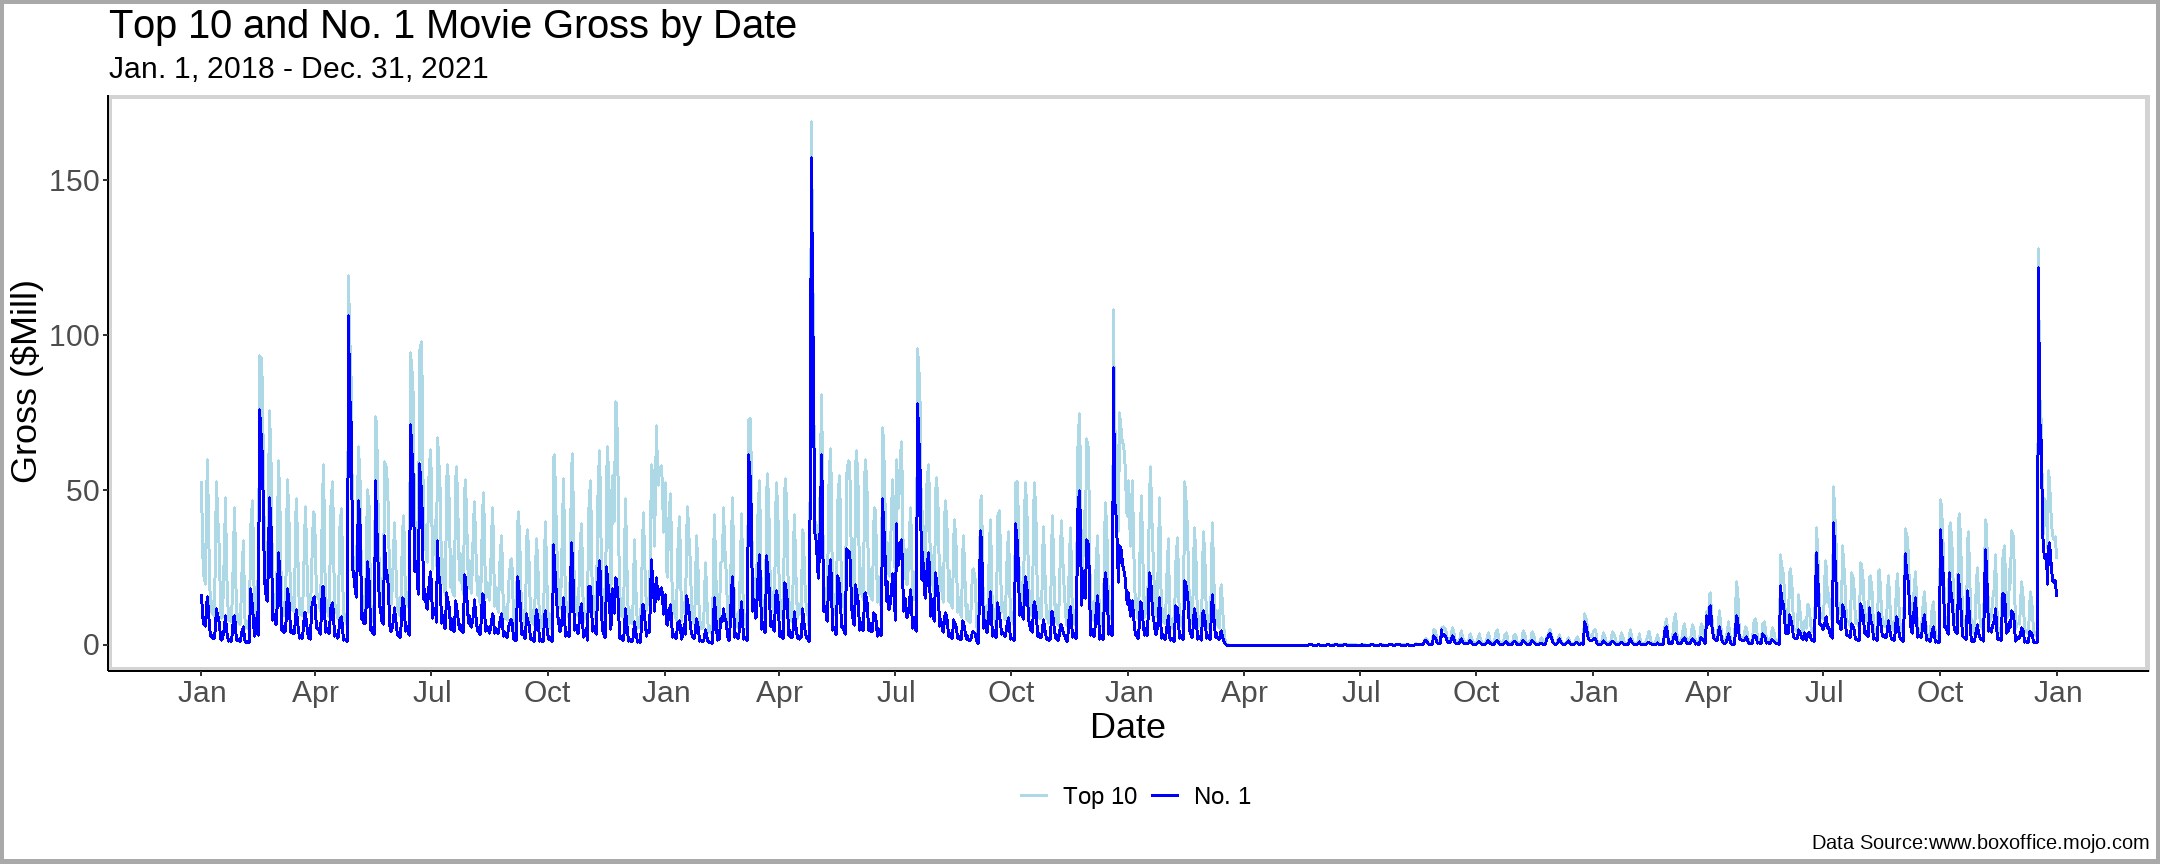 Top 10 and No. 1 Movie Gross by Date
Jan. 1, 2018 - Dec. 31, 2021
Gross ($Mill)
150
100
50
0
Jan Apr Jul Oct Jan Apr Jul Oct Jan Apr Jul Oct Jan Apr Jul Oct Jan
Date
Top 10 No. 1
Data Source:www.boxoffice.mojo.com